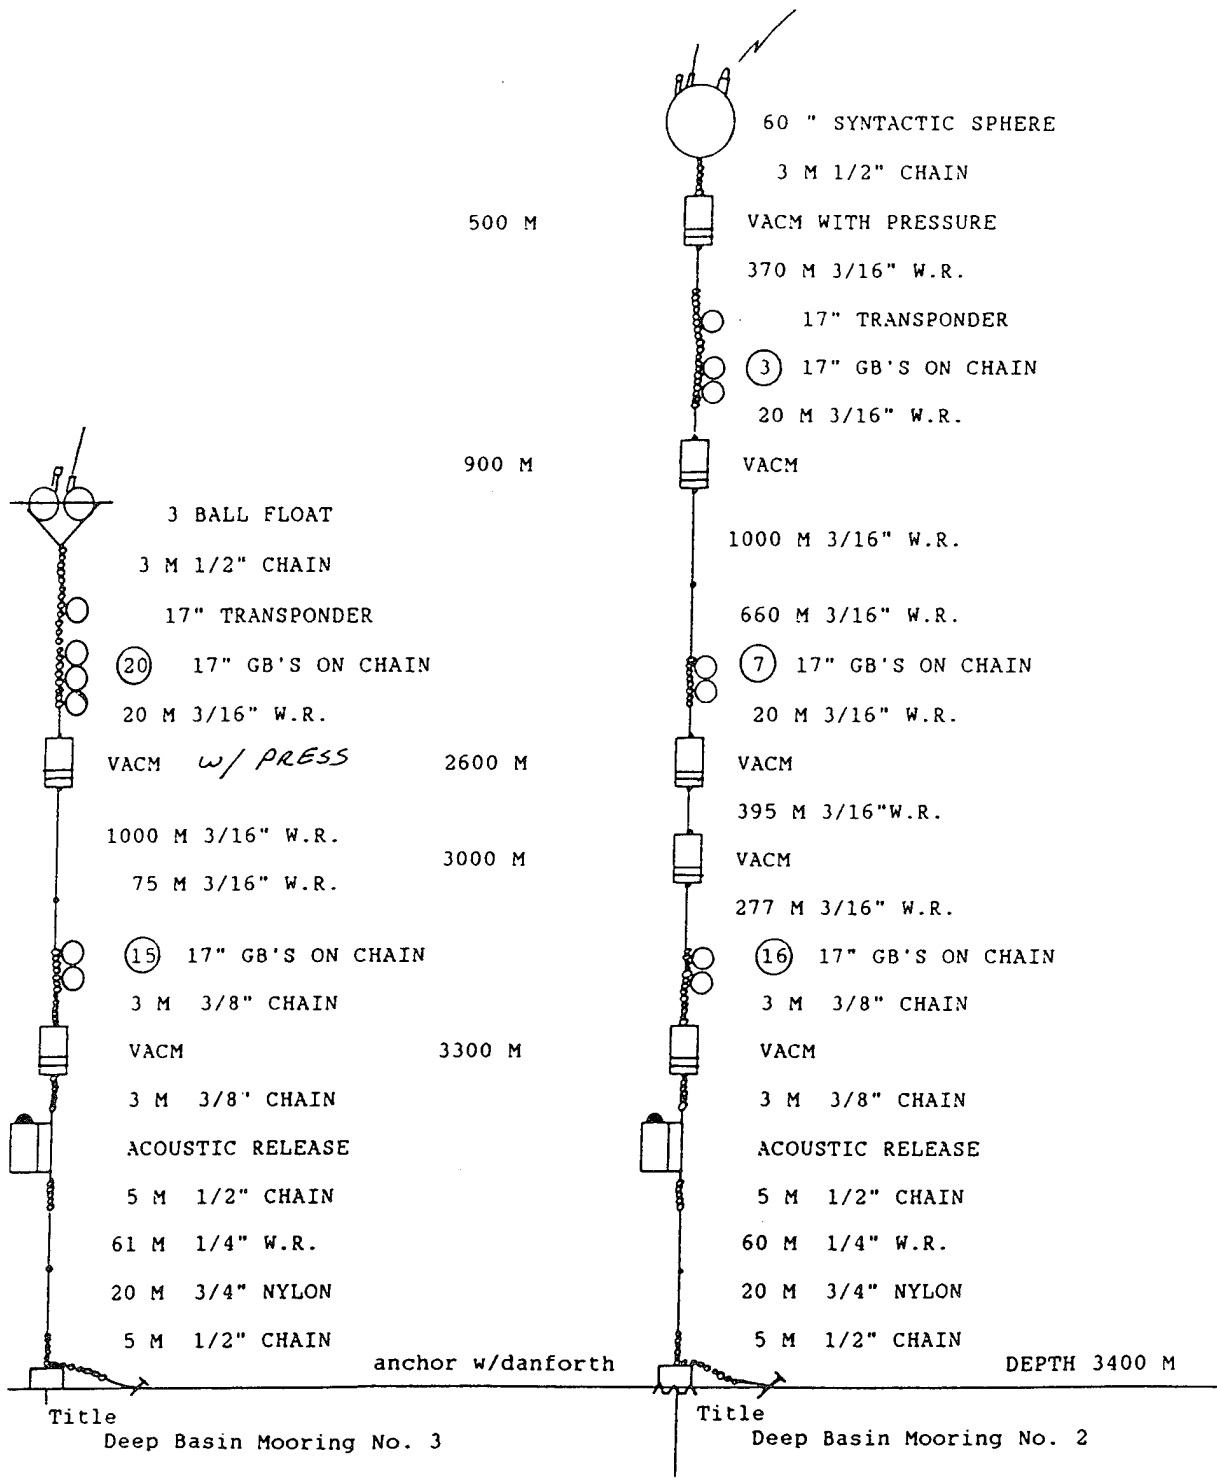 60 " SYNTACTIC SPHERE
3 M 1/2" CHAIN
500 M
VACM WITH PRESSURE
370 M 3/16" W.R.
17" TRANSPONDER
3 17" GB'S ON CHAIN
20 M 3/16" W.R.
900 M
VACM
1000 M 3/16" W.R.
660 M 3/16" W.R.
7 17" GB'S ON CHAIN
20 M 3/16" W.R.
2600 M
VACM
395 M 3/16"W.R.
3000 M
VACM
277 M 3/16" W.R.
16 17" GB'S ON CHAIN
3 M 3/8" CHAIN
3300 M
VACM
3 M 3/8" CHAIN
ACOUSTIC RELEASE
5 M 1/2" CHAIN
60 M 1/4" W.R.
20 M 3/4" NYLON
5 M 1/2" CHAIN
DEPTH 3400 M
Title
Deep Basin Mooring No. 2
3 BALL FLOAT
3 M 1/2" CHAIN
17" TRANSPONDER
20 17" GB'S ON CHAIN
20 M 3/16" W.R.
VACM w/ PRESS
1000 M 3/16" W.R.
75 M 3/16" W.R.
15 17" GB'S ON CHAIN
3 M 3/8" CHAIN
VACM
3 M 3/8" CHAIN
ACOUSTIC RELEASE
5 M 1/2" CHAIN
61 M 1/4" W.R.
20 M 3/4" NYLON
5 M 1/2" CHAIN
anchor w/danforth
Title
Deep Basin Mooring No. 3